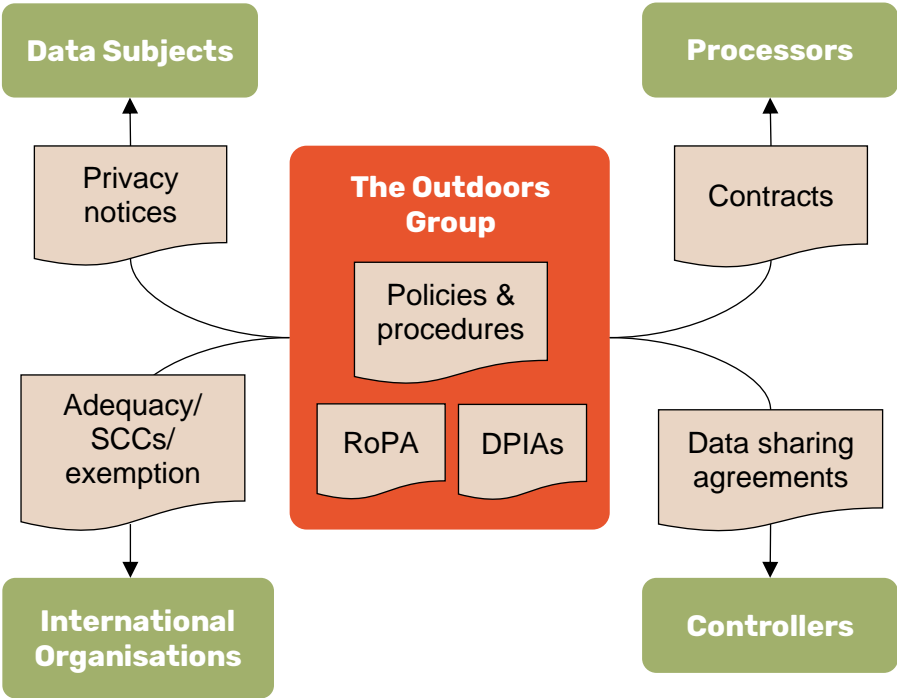 Data Subjects
Processors
Privacy
notices
The Outdoors
Group
Contracts
Policies &
procedures
Adequacy/
SCCs/
exemption
RoPA
DPIAs
Data sharing
agreements
International
Organisations
Controllers